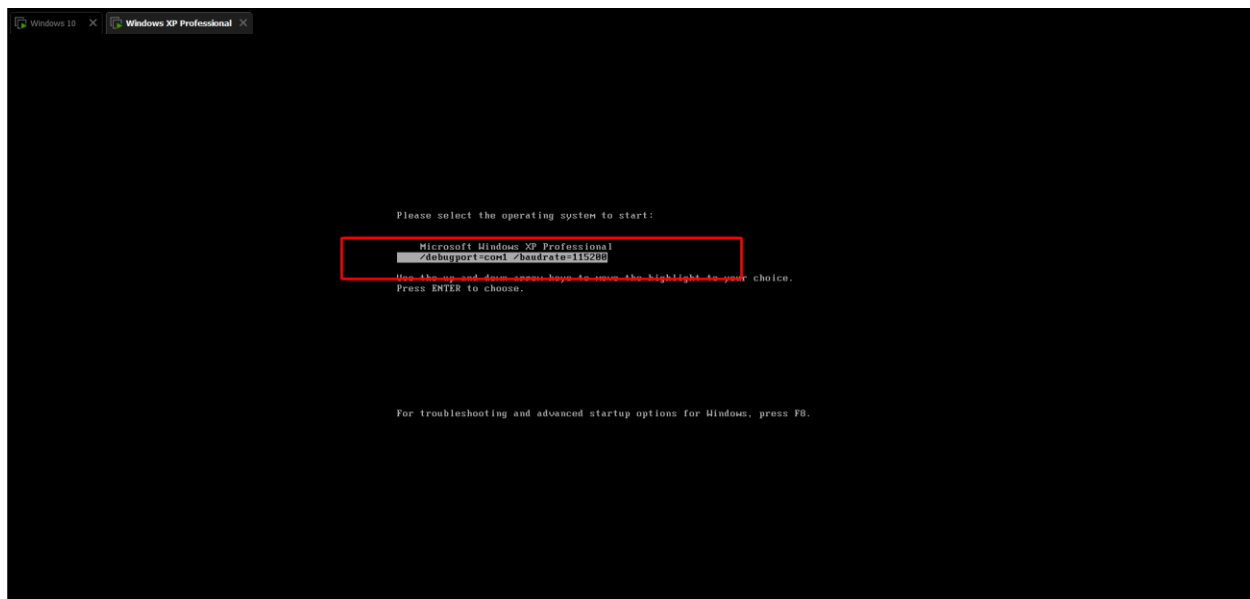 Windows 10 Windows XP Professional
Please select the operating system to start:
Microsoft Windows XP Professional
/debugport=com1 /baudrate=115200
Use the up and down arrow keys to move the highlight to your choice.
Press ENTER to choose.
For troubleshooting and advanced startup options for Windows, press F8.